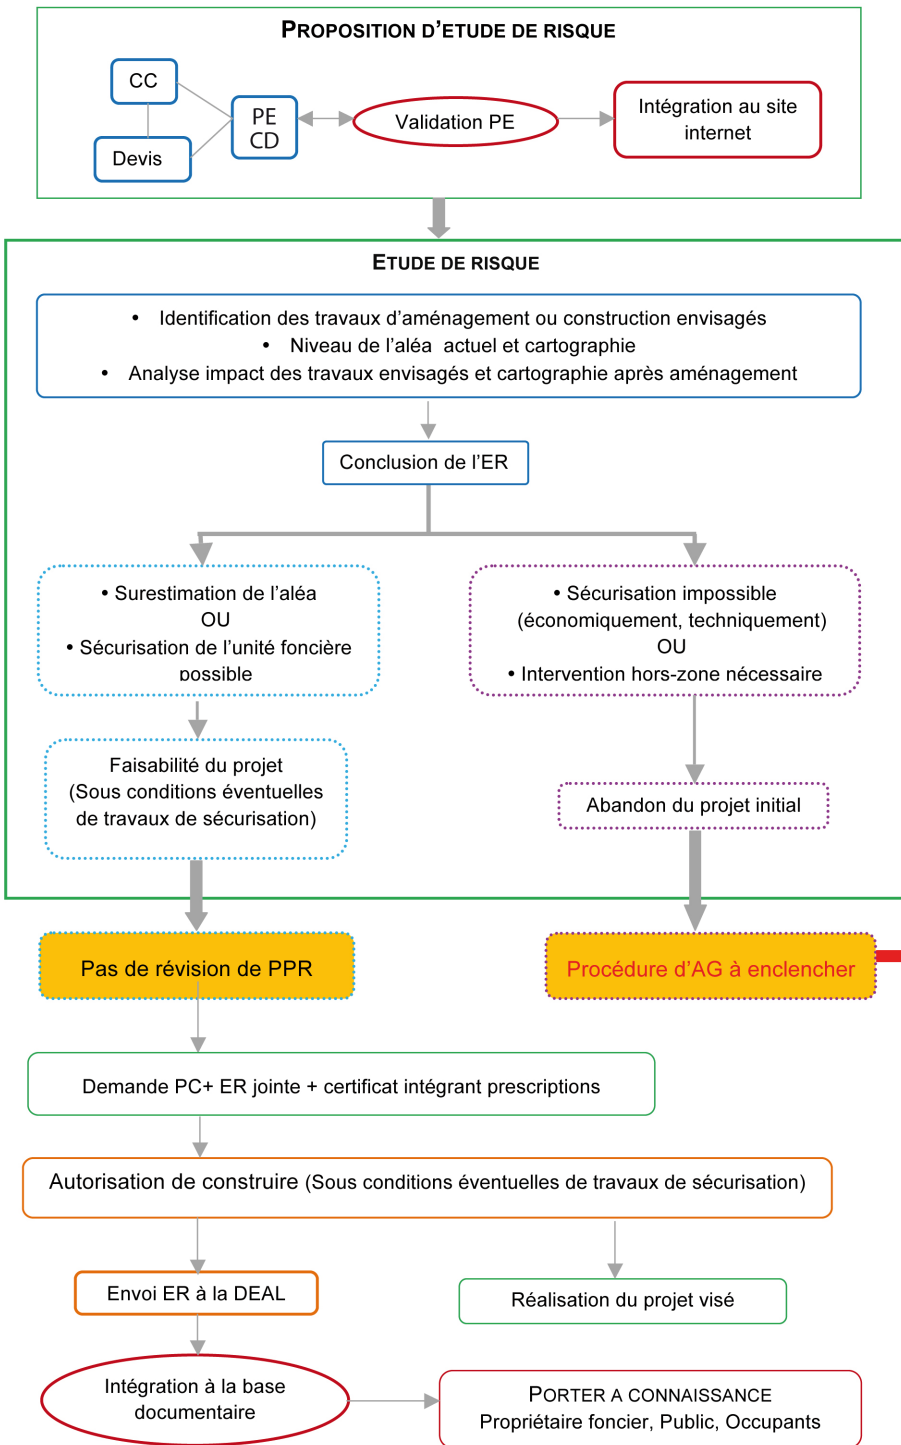 PROPOSITION D’ETUDE DE RISQUE
CC
Devis
PE
CD
Validation PE
Intégration au site
internet
ETUDE DE RISQUE
• Identification des travaux d’aménagement ou construction envisagés
• Niveau de l’aléa actuel et cartographie
• Analyse impact des travaux envisagés et cartographie après aménagement
Conclusion de l’ER
• Surestimation de l’aléa
OU
• Sécurisation de l’unité foncière
possible
• Sécurisation impossible
(économiquement, techniquement)
OU
• Intervention hors-zone nécessaire
Faisabilité du projet
(Sous conditions éventuelles
de travaux de sécurisation)
Abandon du projet initial
Pas de révision de PPR
Procédure d’AG à enclencher
Demande PC+ ER jointe + certificat intégrant prescriptions
Autorisation de construire (Sous conditions éventuelles de travaux de sécurisation)
Envoi ER à la DEAL
Réalisation du projet visé
Intégration à la base
documentaire
PORTER A CONNAISSANCE
Propriétaire foncier, Public, Occupants